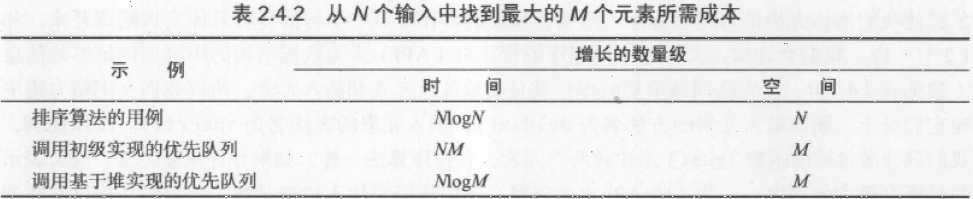 表 2.4.2 从 N 个输入中找到最大的 M 个元素所需成本
示 例 增长的数量级
时 间 空 间
排序算法的用例 NlogN N
调用初级实现的优先队列 NM M
调用基于堆实现的优先队列 NlogM M